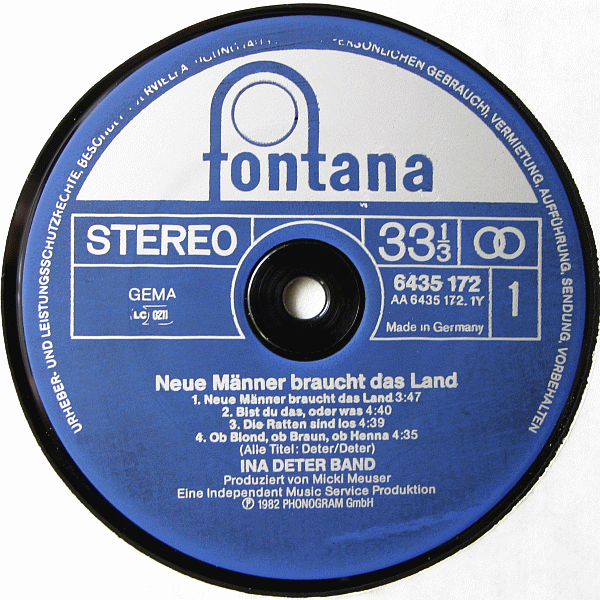 URHEBER- UND LEISTUNGSSCHUTZRECHTE,
PERSÖNLICHEN GEBRAUCH), VERMIETUNG, AUFFÜHRUNG, SENDUNG, VORBEHALTEN
fontana
STEREO
33 1/3
GEMA
LC 0211
6435 172
AA 6435 172.1Y
1
Made in Germany
Neue Männer braucht das Land
1. Neue Männer braucht das Land 3:47
2. Bist du das, oder was 4:40
3. Die Ratten sind los 4:39
4. Ob Blond, ob Braun, ob Henna 4:35
(Alle Titel: Deter/Deter)
INA DETER BAND
Produziert von Micki Meuser
Eine Independent Music Service Produktion
Ⓟ 1982 PHONOGRAM GmbH